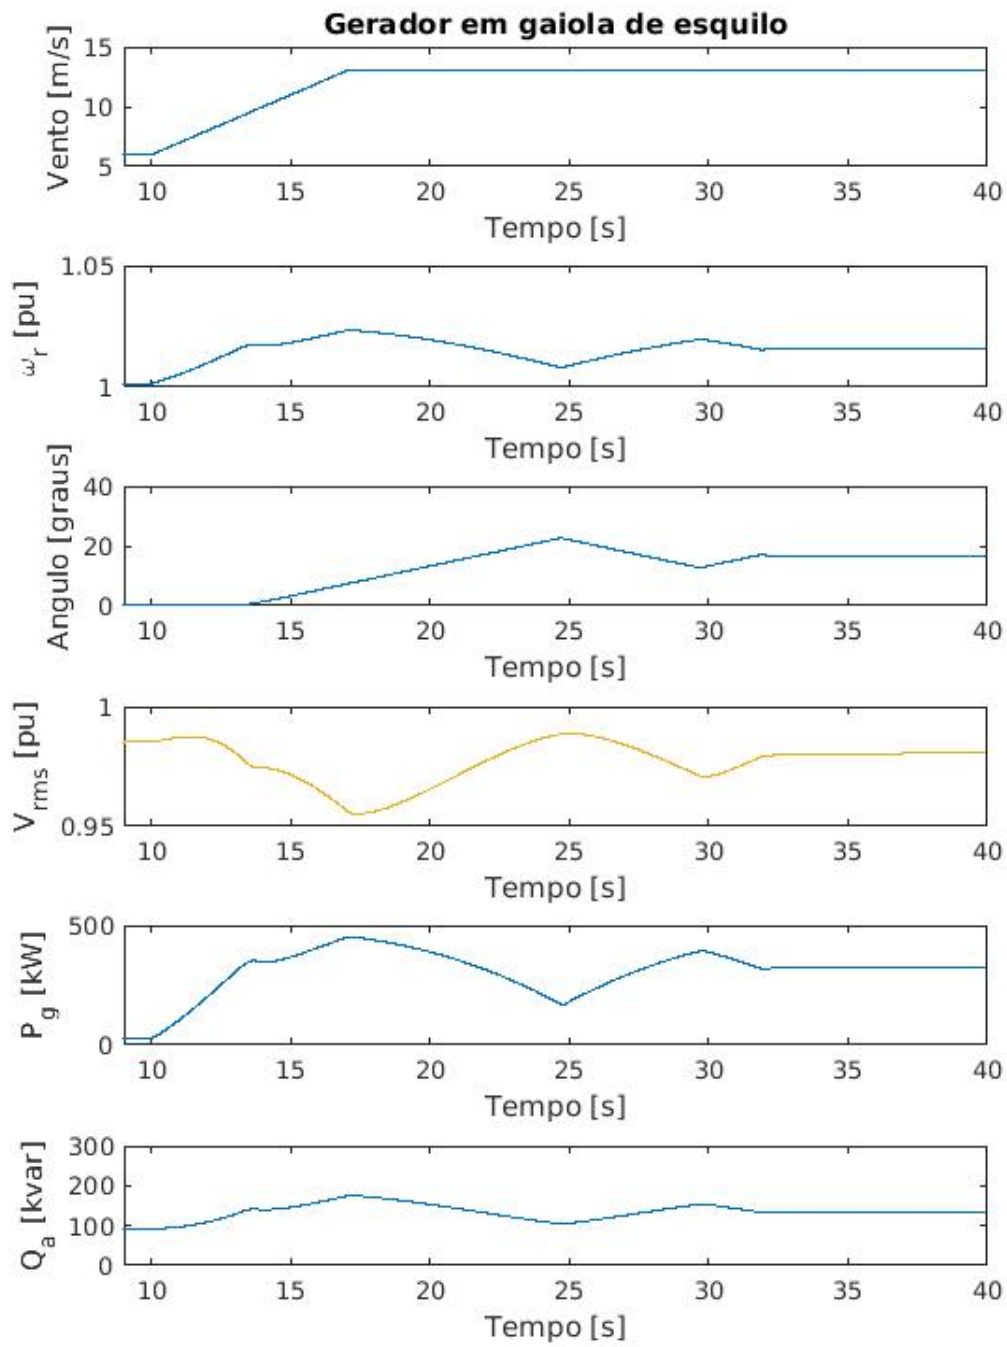 Gerador em gaiola de esquilo
Vento [m/s]
15
10
5
10 15 20 25 30 35 40
Tempo [s]
ω_r [pu]
1.05
1
10 15 20 25 30 35 40
Tempo [s]
Angulo [graus]
40
20
0
10 15 20 25 30 35 40
Tempo [s]
V_rms [pu]
1
0.95
10 15 20 25 30 35 40
Tempo [s]
P_g [kW]
500
0
10 15 20 25 30 35 40
Tempo [s]
Q_a [kvar]
300
200
100
0
10 15 20 25 30 35 40
Tempo [s]